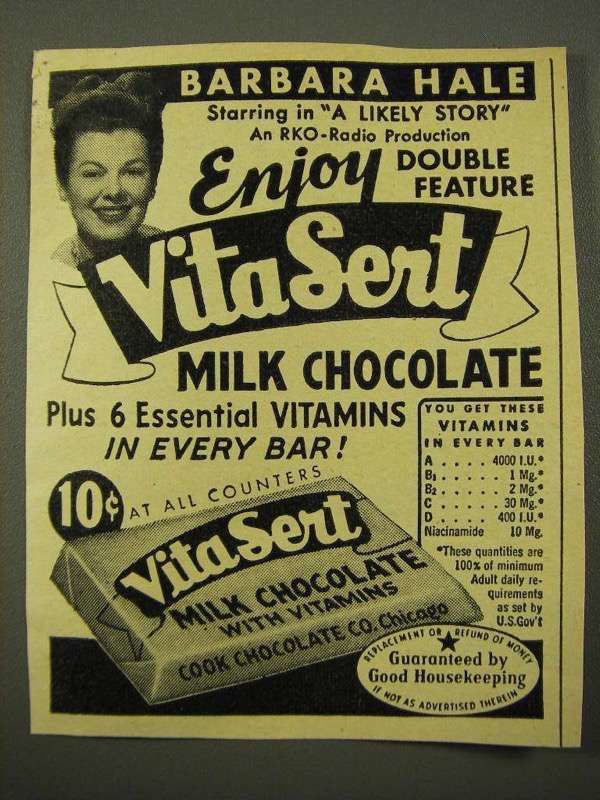 BARBARA HALE
Starring in "A LIKELY STORY"
An RKO-Radio Production
Enjoy DOUBLE FEATURE
VitaSert
MILK CHOCOLATE
Plus 6 Essential VITAMINS
IN EVERY BAR!
10¢ AT ALL COUNTERS
VitaSert
MILK CHOCOLATE
WITH VITAMINS
COOK CHOCOLATE CO. Chicago
YOU GET THESE
VITAMINS
IN EVERY BAR
A . . . . 4000 I.U.*
B₁ . . . . . 1 Mg.*
B₂ . . . . . 2 Mg.*
C . . . . . 30 Mg.*
D . . . . . 400 I.U.*
Niacinamide 10 Mg.
*These quantities are
100% of minimum
Adult daily re-
quirements
as set by
U.S.Gov't
REPLACEMENT OR REFUND OF MONEY
Guaranteed by
Good Housekeeping
IF NOT AS ADVERTISED THEREIN